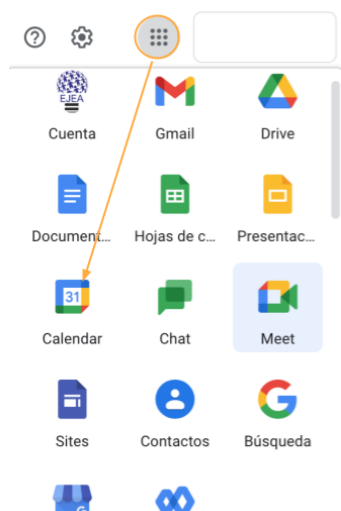 EJEA
Cuenta Gmail Drive
Document... Hojas de c... Presentac...
31
Calendar Chat Meet
Sites Contactos Búsqueda